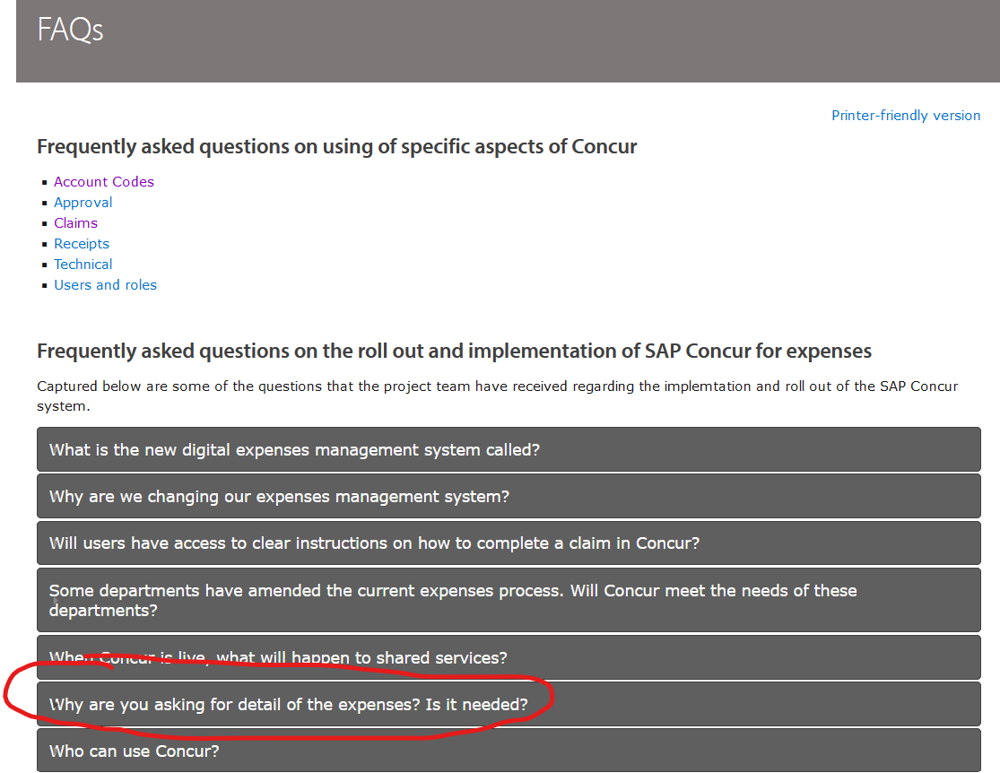 FAQs
Printer-friendly version
Frequently asked questions on using of specific aspects of Concur
Account Codes
Approval
Claims
Receipts
Technical
Users and roles
Frequently asked questions on the roll out and implementation of SAP Concur for expenses
Captured below are some of the questions that the project team have received regarding the implemtation and roll out of the SAP Concur
system.
What is the new digital expenses management system called?
Why are we changing our expenses management system?
Will users have access to clear instructions on how to complete a claim in Concur?
Some departments have amended the current expenses process. Will Concur meet the needs of these
departments?
When Concur is live, what will happen to shared services?
Why are you asking for detail of the expenses? Is it needed?
Who can use Concur?